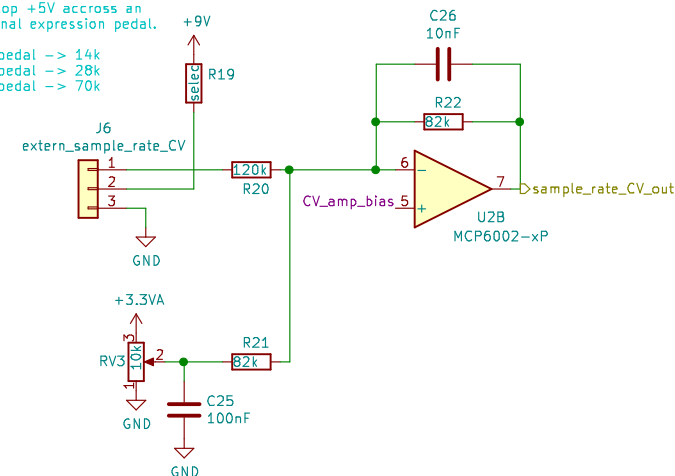 op +5V accross an
nal expression pedal.
pedal -> 14k
pedal -> 28k
pedal -> 70k
+9V
selec
R19
C26
10nF
R22
82k
J6
extern_sample_rate_CV
1
2
3
120k
R20
GND
6
-
CV_amp_bias
5
+
7
sample_rate_CV_out
U2B
MCP6002-xP
+3.3VA
3
RV3
10k
2
1
GND
R21
82k
C25
100nF
GND